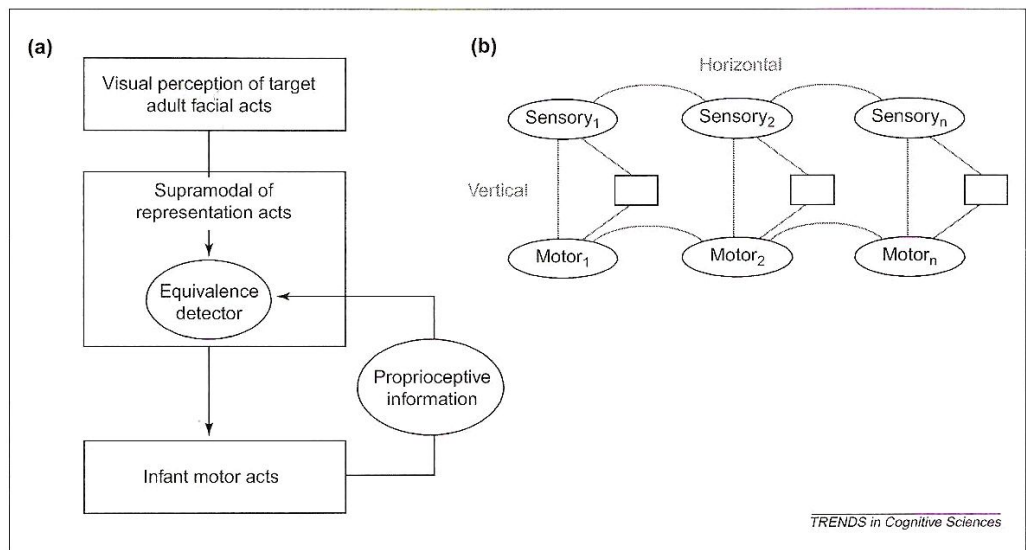 (a)
Visual perception of target
adult facial acts
Supramodal of
representation acts
Equivalence
detector
Proprioceptive
information
Infant motor acts
(b)
Horizontal
Sensory₁ Sensory₂ Sensoryₙ
Vertical
Motor₁ Motor₂ Motorₙ
TRENDS in Cognitive Sciences